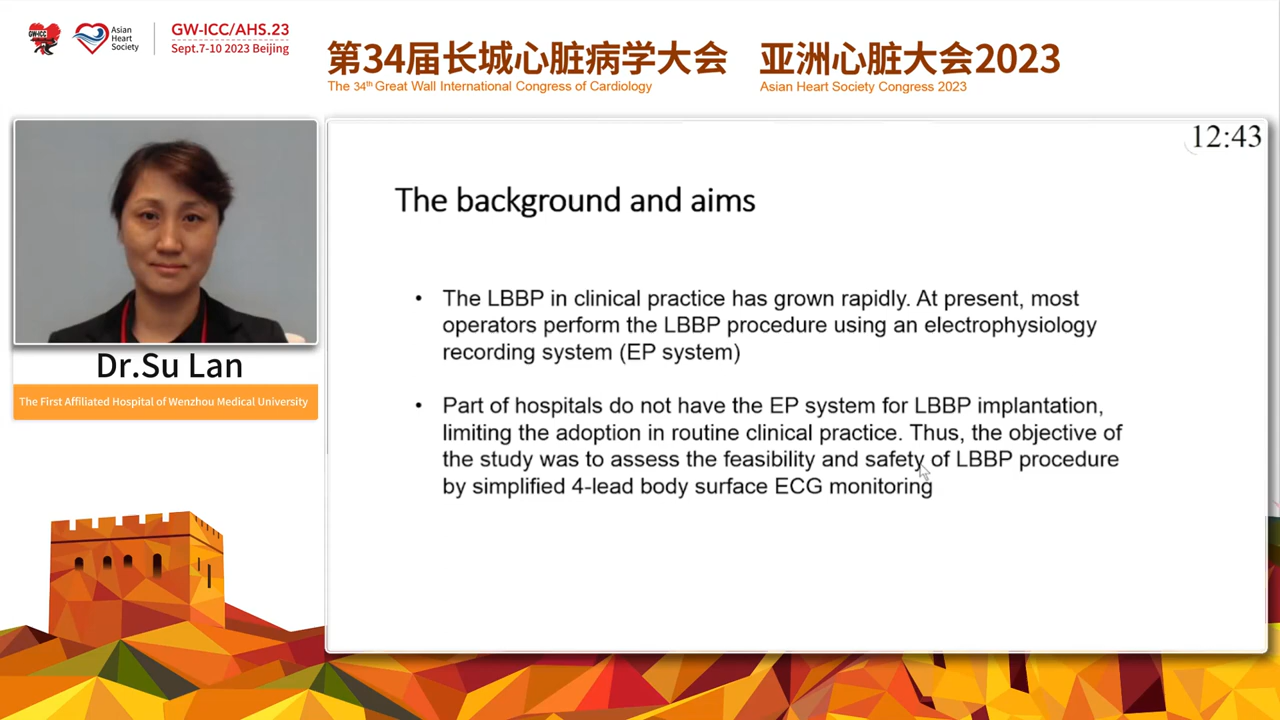 GW-ICC
Asian
Heart
Society
GW-ICC/AHS.23
Sept.7-10 2023 Beijing
第34届长城心脏病学大会 亚洲心脏大会2023
The 34th Great Wall International Congress of Cardiology
Asian Heart Society Congress 2023
Dr.Su Lan
The First Affiliated Hospital of Wenzhou Medical University
12:43
The background and aims
• The LBBP in clinical practice has grown rapidly. At present, most
operators perform the LBBP procedure using an electrophysiology
recording system (EP system)
• Part of hospitals do not have the EP system for LBBP implantation,
limiting the adoption in routine clinical practice. Thus, the objective of
the study was to assess the feasibility and safety of LBBP procedure
by simplified 4-lead body surface ECG monitoring